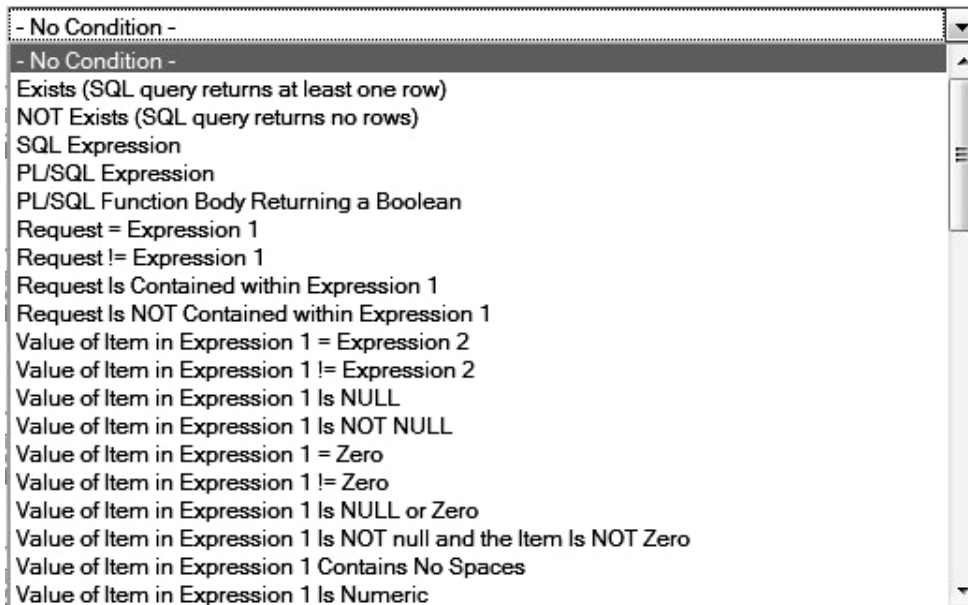 - No Condition -
- No Condition -
Exists (SQL query returns at least one row)
NOT Exists (SQL query returns no rows)
SQL Expression
PL/SQL Expression
PL/SQL Function Body Returning a Boolean
Request = Expression 1
Request != Expression 1
Request Is Contained within Expression 1
Request Is NOT Contained within Expression 1
Value of Item in Expression 1 = Expression 2
Value of Item in Expression 1 != Expression 2
Value of Item in Expression 1 Is NULL
Value of Item in Expression 1 Is NOT NULL
Value of Item in Expression 1 = Zero
Value of Item in Expression 1 != Zero
Value of Item in Expression 1 Is NULL or Zero
Value of Item in Expression 1 Is NOT null and the Item Is NOT Zero
Value of Item in Expression 1 Contains No Spaces
Value of Item in Expression 1 Is Numeric